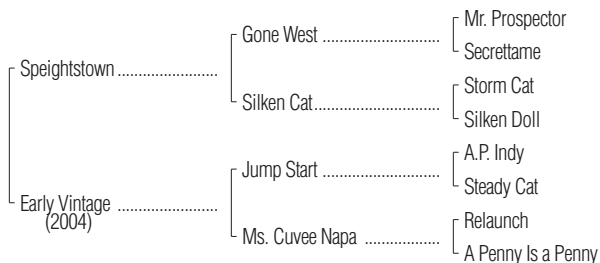 Mr. Prospector
Gone West ..............................
Secrettame
Speightstown .........................
Storm Cat
Silken Cat................................
Silken Doll
A.P. Indy
Jump Start ..............................
Steady Cat
Early Vintage .........................
(2004)
Relaunch
Ms. Cuvee Napa ...................
A Penny Is a Penny